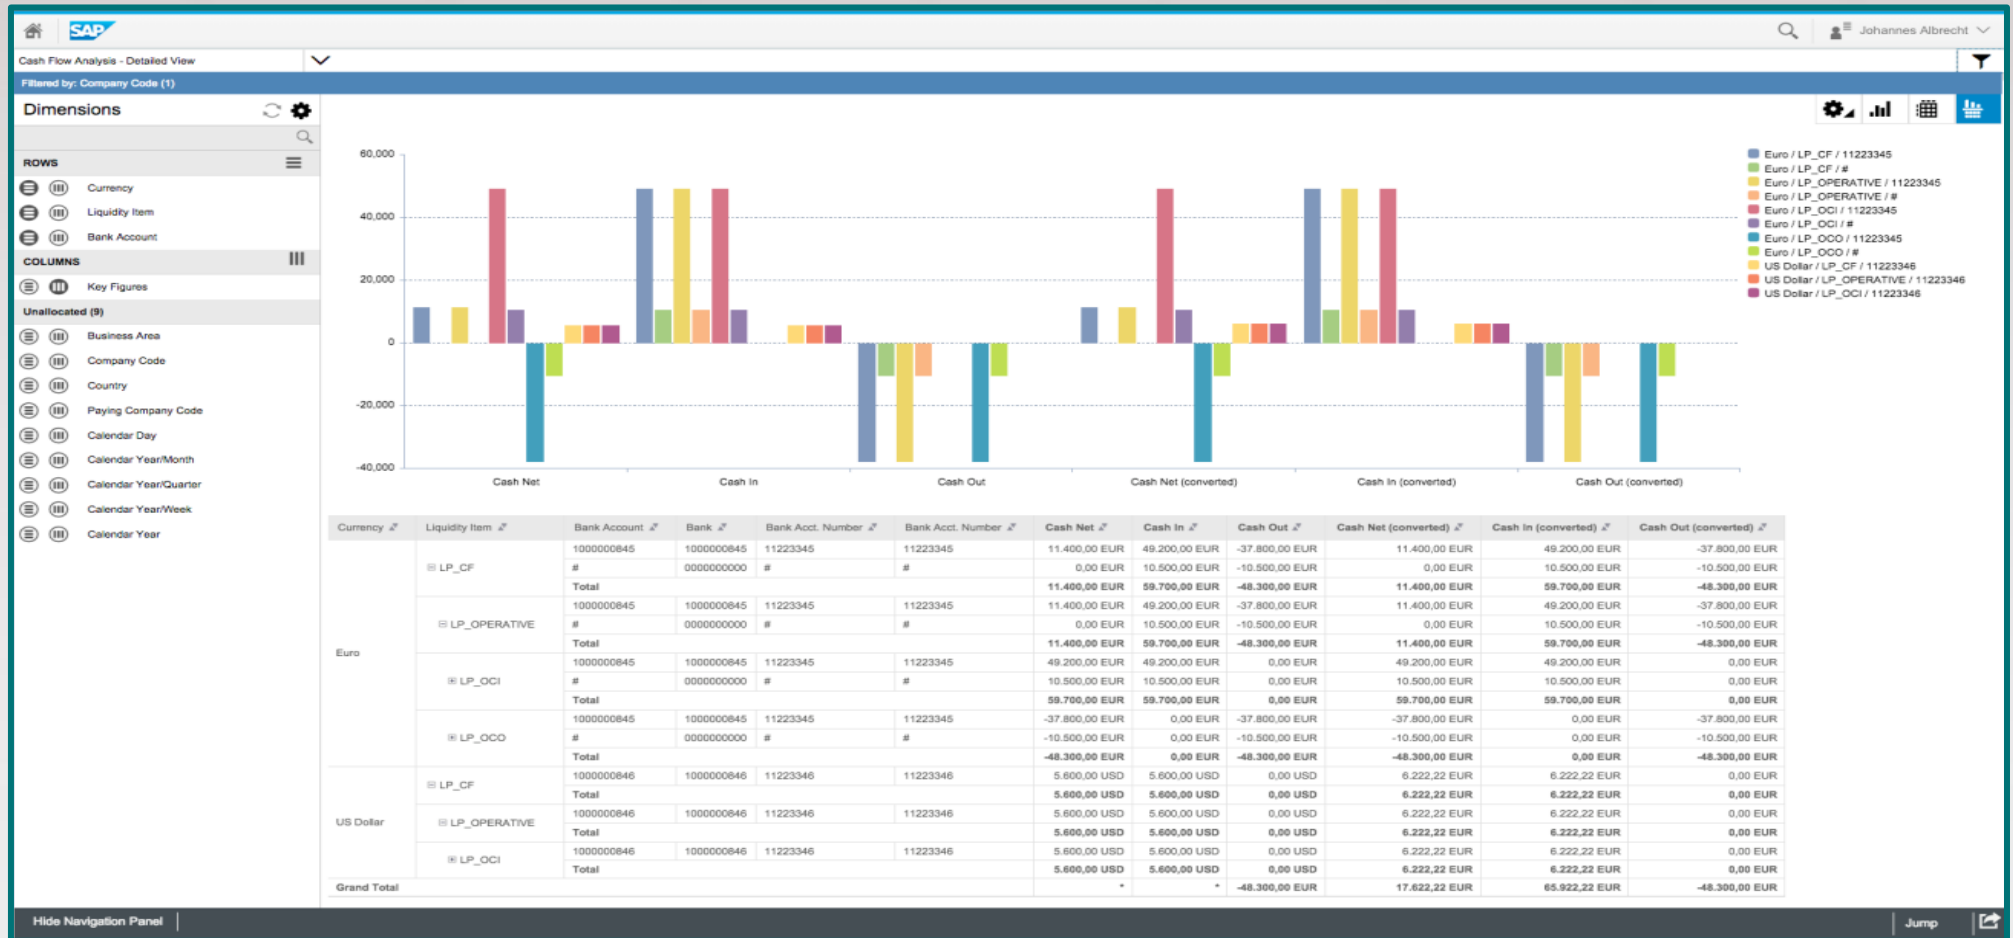 SAP
Johannes Albrecht
Cash Flow Analysis - Detailed View
Filtered by: Company Code (1)
Dimensions
ROWS
Currency
Liquidity Item
Bank Account
COLUMNS
Key Figures
Unallocated (9)
Business Area
Company Code
Country
Paying Company Code
Calendar Day
Calendar Year/Month
Calendar Year/Quarter
Calendar Year/Week
Calendar Year
60,000
40,000
20,000
0
-20,000
-40,000
Cash Net Cash In Cash Out Cash Net (converted) Cash In (converted) Cash Out (converted)
Euro / LP_CF / 11223345
Euro / LP_CF / #
Euro / LP_OPERATIVE / 11223345
Euro / LP_OPERATIVE / #
Euro / LP_OCI / 11223345
Euro / LP_OCI / #
Euro / LP_OCO / 11223345
Euro / LP_OCO / #
US Dollar / LP_CF / 11223346
US Dollar / LP_OPERATIVE / 11223346
US Dollar / LP_OCI / 11223346
Currency Liquidity Item Bank Account Bank Bank Acct. Number Bank Acct. Number Cash Net Cash In Cash Out Cash Net (converted) Cash In (converted) Cash Out (converted)
Euro LP_CF 1000000845 1000000845 11223345 11223345 11.400,00 EUR 49.200,00 EUR -37.800,00 EUR 11.400,00 EUR 49.200,00 EUR -37.800,00 EUR
# 0000000000 # # 0,00 EUR 10.500,00 EUR -10.500,00 EUR 0,00 EUR 10.500,00 EUR -10.500,00 EUR
Total 11.400,00 EUR 59.700,00 EUR -48.300,00 EUR 11.400,00 EUR 59.700,00 EUR -48.300,00 EUR
LP_OPERATIVE 1000000845 1000000845 11223345 11223345 11.400,00 EUR 49.200,00 EUR -37.800,00 EUR 11.400,00 EUR 49.200,00 EUR -37.800,00 EUR
# 0000000000 # # 0,00 EUR 10.500,00 EUR -10.500,00 EUR 0,00 EUR 10.500,00 EUR -10.500,00 EUR
Total 11.400,00 EUR 59.700,00 EUR -48.300,00 EUR 11.400,00 EUR 59.700,00 EUR -48.300,00 EUR
LP_OCI 1000000845 1000000845 11223345 11223345 49.200,00 EUR 49.200,00 EUR 0,00 EUR 49.200,00 EUR 49.200,00 EUR 0,00 EUR
# 0000000000 # # 10.500,00 EUR 10.500,00 EUR 0,00 EUR 10.500,00 EUR 10.500,00 EUR 0,00 EUR
Total 59.700,00 EUR 59.700,00 EUR 0,00 EUR 59.700,00 EUR 59.700,00 EUR 0,00 EUR
LP_OCO 1000000845 1000000845 11223345 11223345 -37.800,00 EUR 0,00 EUR -37.800,00 EUR -37.800,00 EUR 0,00 EUR -37.800,00 EUR
# 0000000000 # # -10.500,00 EUR 0,00 EUR -10.500,00 EUR -10.500,00 EUR 0,00 EUR -10.500,00 EUR
Total -48.300,00 EUR 0,00 EUR -48.300,00 EUR -48.300,00 EUR 0,00 EUR -48.300,00 EUR
US Dollar LP_CF 1000000846 1000000846 11223346 11223346 5.600,00 USD 5.600,00 USD 0,00 USD 6.222,22 EUR 6.222,22 EUR 0,00 EUR
Total 5.600,00 USD 5.600,00 USD 0,00 USD 6.222,22 EUR 6.222,22 EUR 0,00 EUR
LP_OPERATIVE 1000000846 1000000846 11223346 11223346 5.600,00 USD 5.600,00 USD 0,00 USD 6.222,22 EUR 6.222,22 EUR 0,00 EUR
Total 5.600,00 USD 5.600,00 USD 0,00 USD 6.222,22 EUR 6.222,22 EUR 0,00 EUR
LP_OCI 1000000846 1000000846 11223346 11223346 5.600,00 USD 5.600,00 USD 0,00 USD 6.222,22 EUR 6.222,22 EUR 0,00 EUR
Total 5.600,00 USD 5.600,00 USD 0,00 USD 6.222,22 EUR 6.222,22 EUR 0,00 EUR
Grand Total * * -48.300,00 EUR 17.622,22 EUR 65.922,22 EUR -48.300,00 EUR
Hide Navigation Panel
Jump